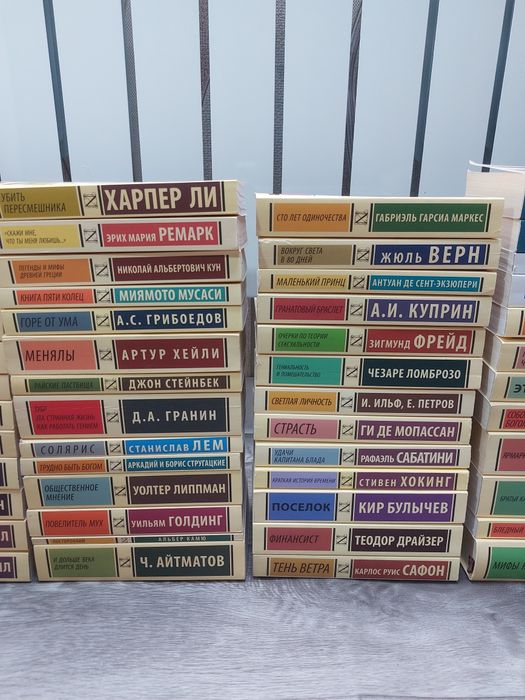 УБИТЬ
ПЕРЕСМЕШНИКА
ХАРПЕР ЛИ
«СКАЖИ МНЕ,
ЧТО ТЫ МЕНЯ ЛЮБИШЬ...»
ЭРИХ МАРИЯ РЕМАРК
ЛЕГЕНДЫ И МИФЫ
ДРЕВНЕЙ ГРЕЦИИ
НИКОЛАЙ АЛЬБЕРТОВИЧ КУН
КНИГА ПЯТИ КОЛЕЦ
МИЯМОТО МУСАСИ
ГОРЕ ОТ УМА
А.С. ГРИБОЕДОВ
МЕНЯЛЫ
АРТУР ХЕЙЛИ
РАЙСКИЕ ПАСТБИЩА
ДЖОН СТЕЙНБЕК
ЗУБР
ЭТА СТРАННАЯ ЖИЗНЬ
КАК РАБОТАТЬ ГЕНИЕМ
Д.А. ГРАНИН
СОЛЯРИС
СТАНИСЛАВ ЛЕМ
ТРУДНО БЫТЬ БОГОМ
АРКАДИЙ И БОРИС СТРУГАЦКИЕ
ОБЩЕСТВЕННОЕ
МНЕНИЕ
УОЛТЕР ЛИППМАН
ПОВЕЛИТЕЛЬ МУХ
УИЛЬЯМ ГОЛДИНГ
АЛЬБЕР КАМЮ
И ДОЛЬШЕ ВЕКА
ДЛИТСЯ ДЕНЬ
Ч. АЙТМАТОВ
СТО ЛЕТ ОДИНОЧЕСТВА
ГАБРИЭЛЬ ГАРСИА МАРКЕС
ВОКРУГ СВЕТА
В 80 ДНЕЙ
ЖЮЛЬ ВЕРН
МАЛЕНЬКИЙ ПРИНЦ
АНТУАН ДЕ СЕНТ-ЭКЗЮПЕРИ
ГРАНАТОВЫЙ БРАСЛЕТ
А.И. КУПРИН
ОЧЕРКИ ПО ТЕОРИИ
СЕКСУАЛЬНОСТИ
ЗИГМУНД ФРЕЙД
ГЕНИАЛЬНОСТЬ
И ПОМЕШАТЕЛЬСТВО
ЧЕЗАРЕ ЛОМБРОЗО
СВЕТЛАЯ ЛИЧНОСТЬ
И. ИЛЬФ, Е. ПЕТРОВ
СТРАСТЬ
ГИ ДЕ МОПАССАН
УДАЧИ
КАПИТАНА БЛАДА
РАФАЭЛЬ САБАТИНИ
КРАТКАЯ ИСТОРИЯ ВРЕМЕНИ
СТИВЕН ХОКИНГ
ПОСЕЛОК
КИР БУЛЫЧЕВ
ФИНАНСИСТ
ТЕОДОР ДРАЙЗЕР
ТЕНЬ ВЕТРА
КАРЛОС РУИС САФОН